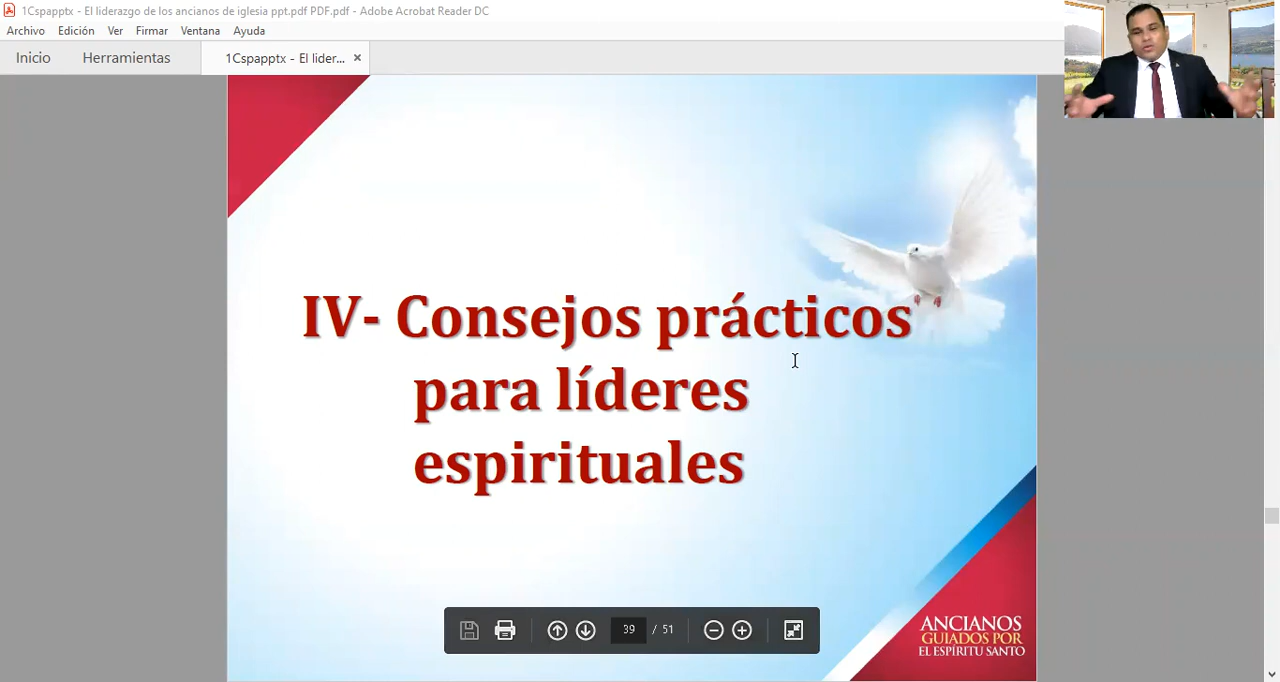 1Cspapptx - El liderazgo de los ancianos de iglesia ppt.pdf PDF.pdf - Adobe Acrobat Reader DC
Archivo Edición Ver Firmar Ventana Ayuda
Inicio Herramientas 1Cspapptx - El lider... ×
IV- Consejos prácticos
para líderes
espirituales
39 / 51
ANCIANOS
GUIADOS POR
EL ESPÍRITU SANTO